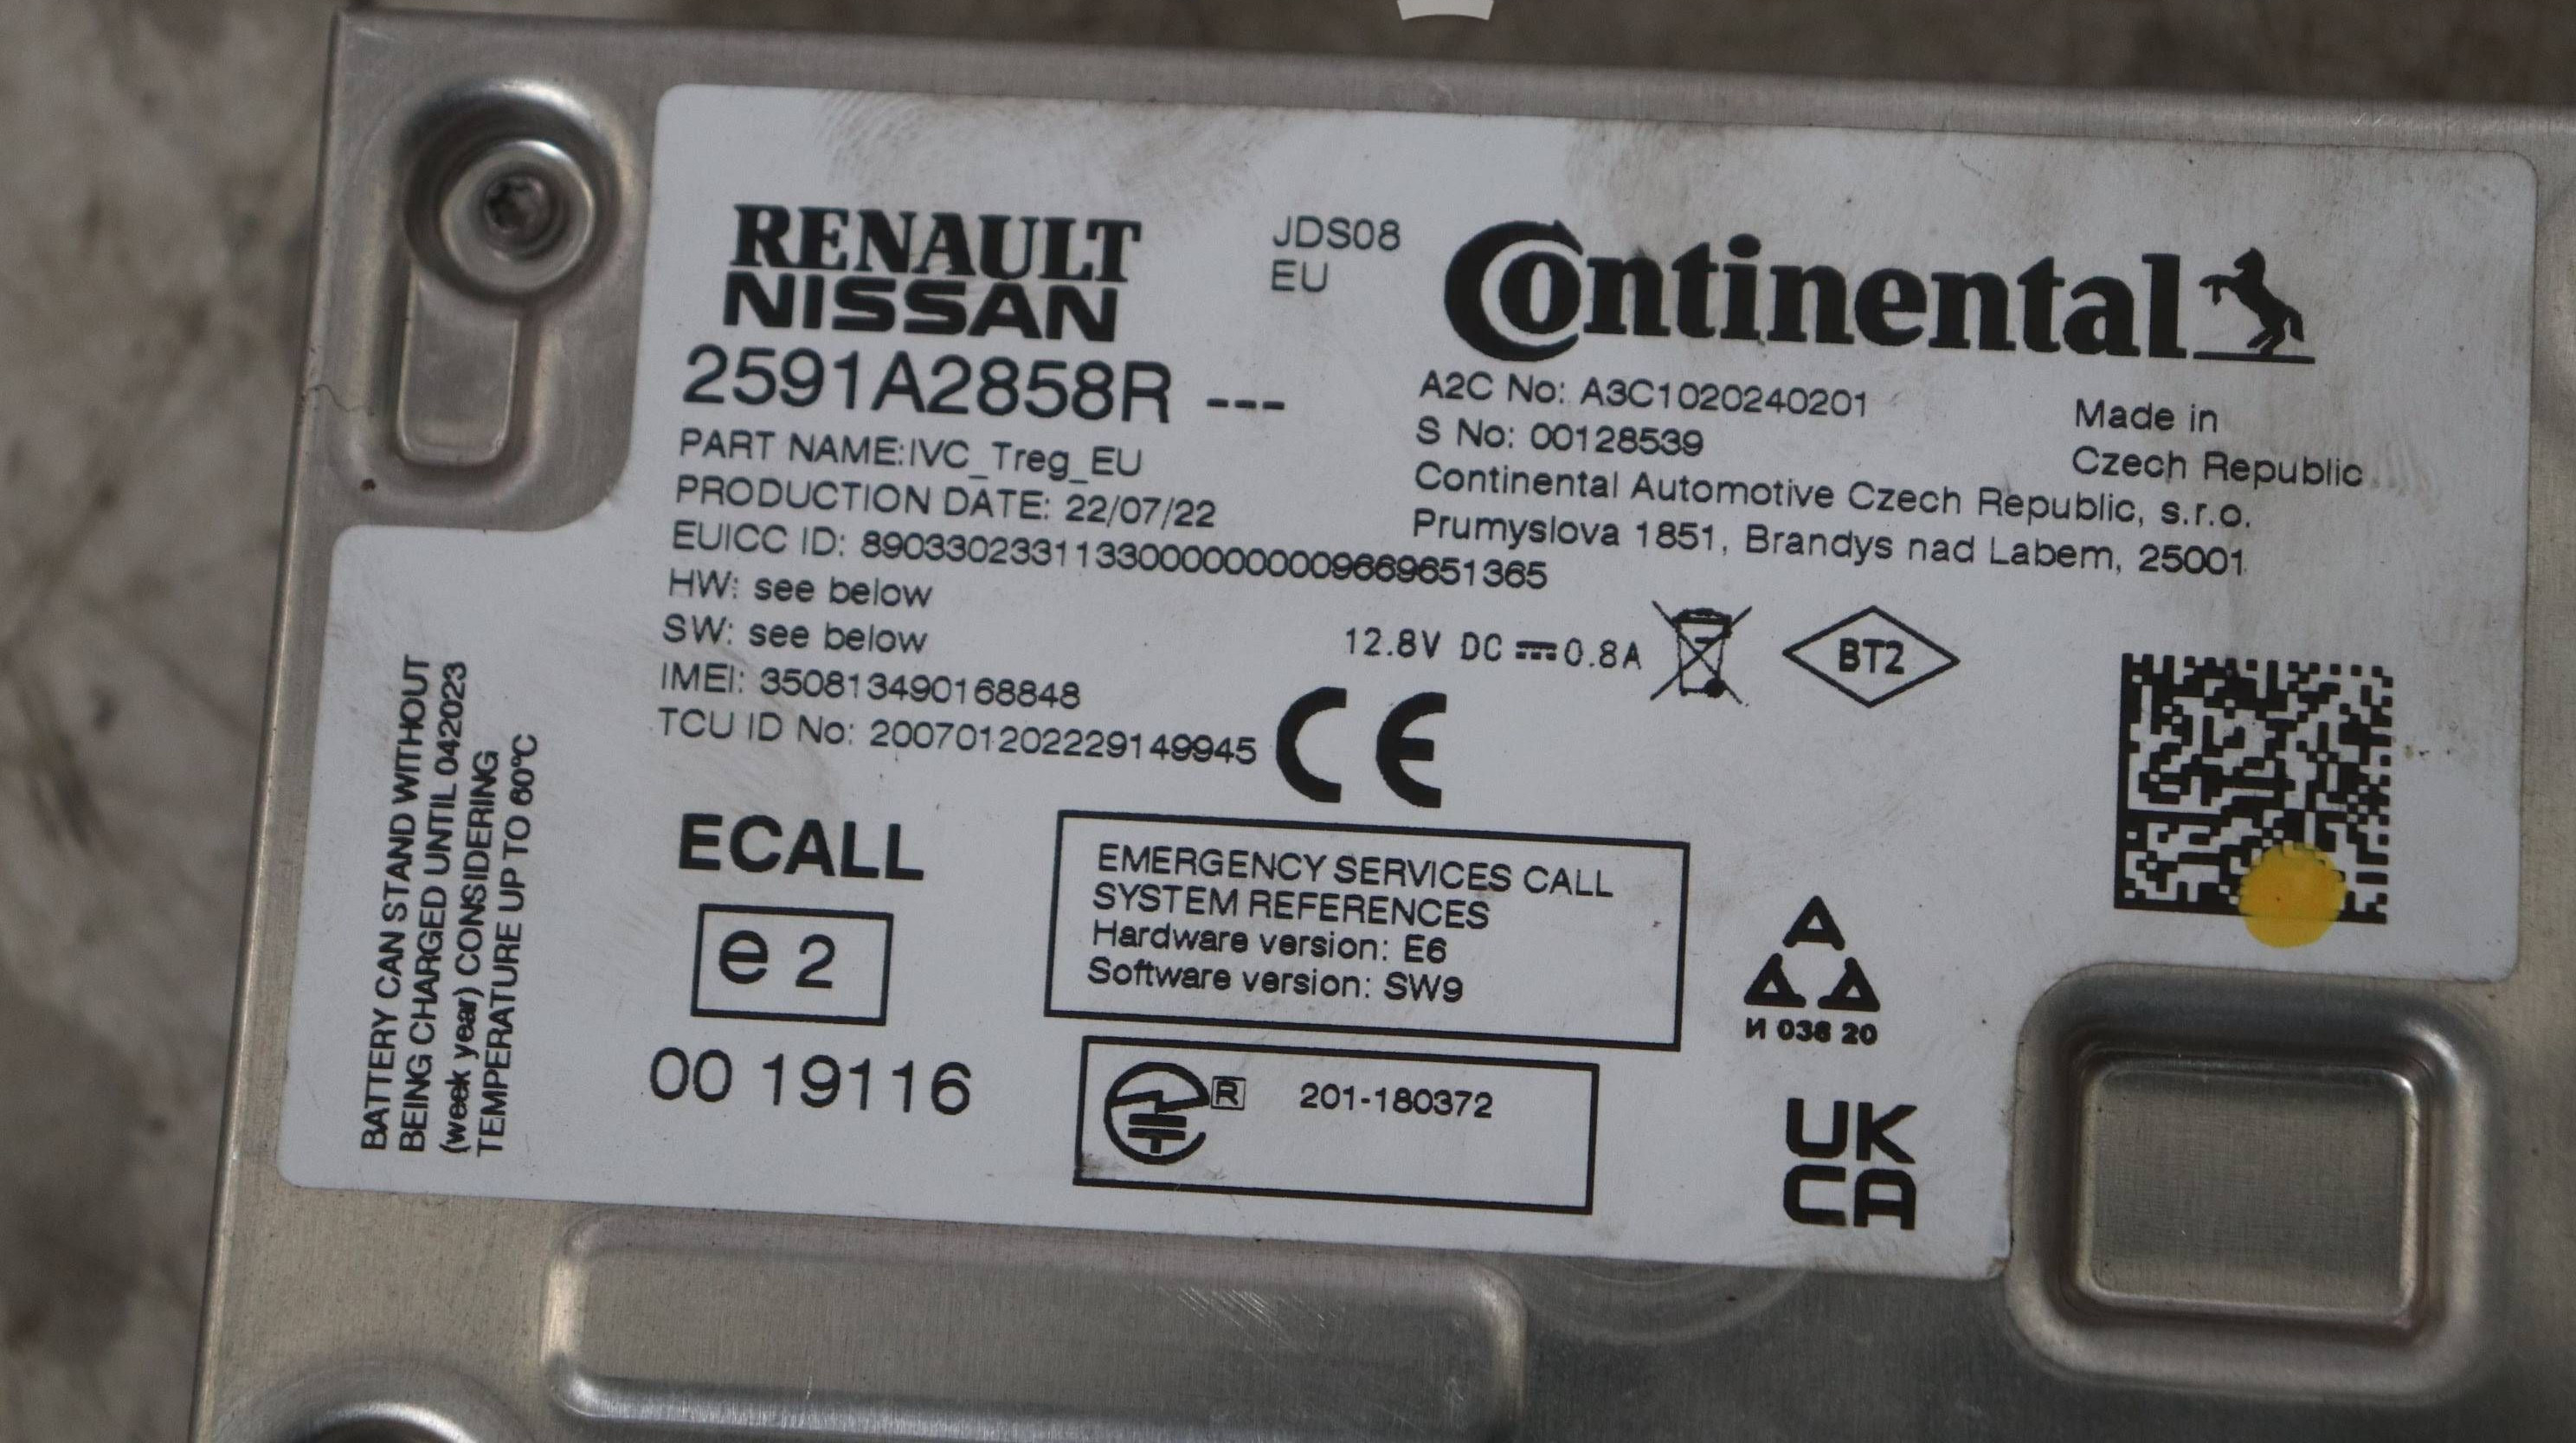 RENAULT
NISSAN
JDS08
EU
Continental
2591A2858R ---
PART NAME:IVC_Treg_EU
PRODUCTION DATE: 22/07/22
EUICC ID: 89033023311330000000009669651365
HW: see below
SW: see below
IMEI: 350813490168848
TCU ID No: 200701202229149945
A2C No: A3C1020240201
S No: 00128539
Made in
Czech Republic
Continental Automotive Czech Republic, s.r.o.
Prumyslova 1851, Brandys nad Labem, 25001
12.8V DC ⎓ 0.8A
BT2
CE
BATTERY CAN STAND WITHOUT
BEING CHARGED UNTIL 042023
(week year) CONSIDERING
TEMPERATURE UP TO 60°C
ECALL
e 2
00 19116
EMERGENCY SERVICES CALL
SYSTEM REFERENCES
Hardware version: E6
Software version: SW9
R 201-180372
И 036 20
UK
CA